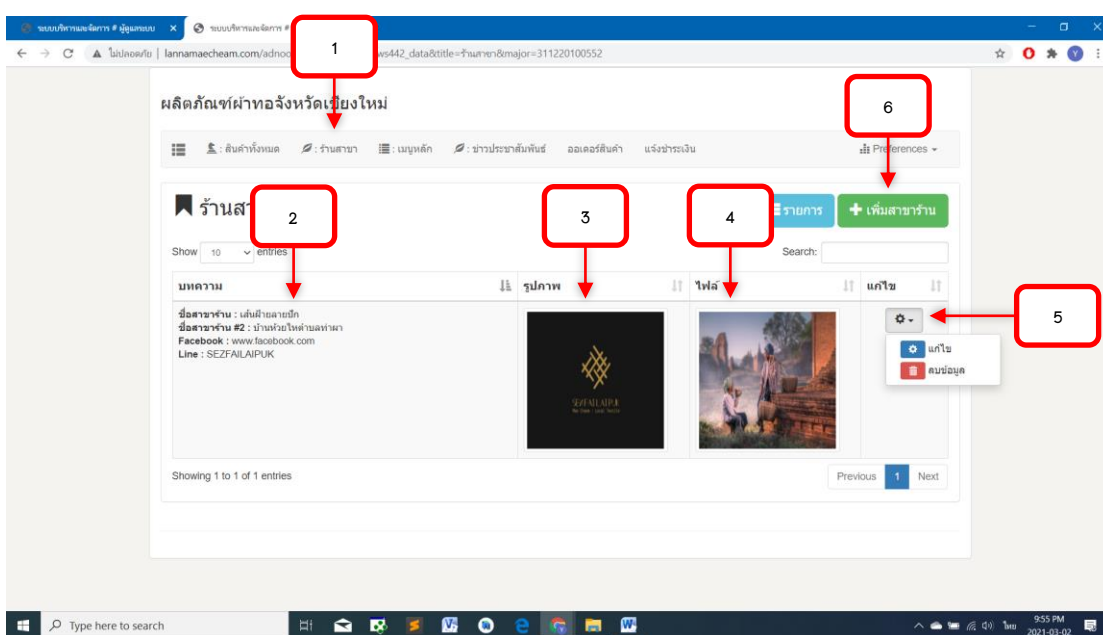 ระบบบริหารและจัดการ # ผู้ดูแลระบบ
ระบบบริหารและจัดการ #
ไม่ปลอดภัย | lannamaecheam.com/adnoc ws442_data&title=ร้านสาขา&major=311220100552
1
ผลิตภัณฑ์ผ้าทอจังหวัดเชียงใหม่
6
: สินค้าทั้งหมด : ร้านสาขา : เมนูหลัก : ข่าวประชาสัมพันธ์ ออเดอร์สินค้า แจ้งชำระเงิน Preferences
ร้านสา
2
3
4
รายการ
เพิ่มสาขาร้าน
Show 10 entries
Search:
บทความ รูปภาพ ไฟล์ แก้ไข
ชื่อสาขาร้าน : เส้นฝ้ายลายปัก
ชื่อสาขาร้าน #2 : บ้านห้วยไห่ตำบลท่าผา
Facebook : www.facebook.com
Line : SEZFAILAIPUK
SEZFAILAIPUK
5
แก้ไข
ลบข้อมูล
Showing 1 to 1 of 1 entries
Previous 1 Next
Type here to search
ไทย
9:55 PM
2021-03-02